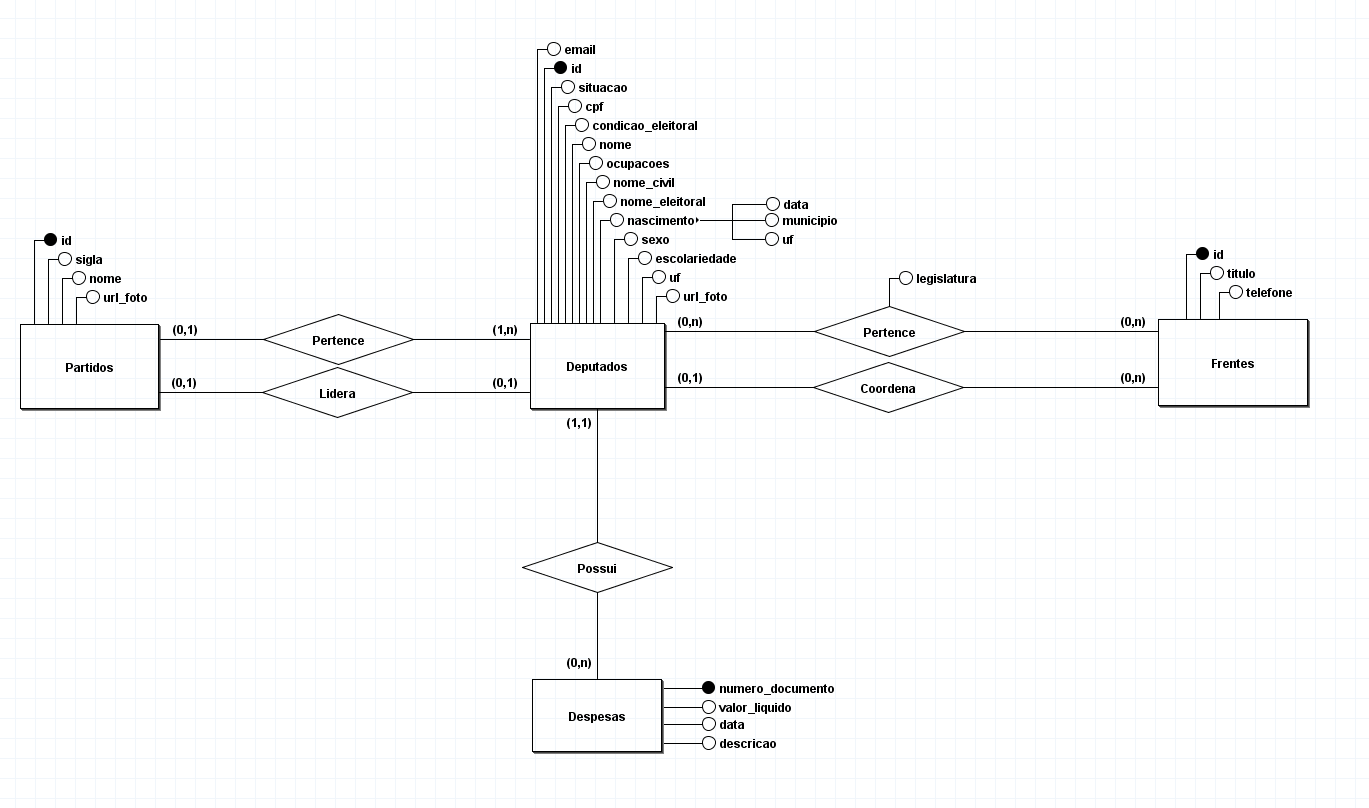 email
id
situacao
cpf
condicao_eleitoral
nome
ocupacoes
nome_civil
nome_eleitoral
nascimento
data
municipio
uf
sexo
escolariedade
uf
url_foto
id
sigla
nome
url_foto
id
titulo
telefone
legislatura
(0,1)
Pertence
(1,n)
(0,n)
Pertence
(0,n)
Partidos
Deputados
Frentes
(0,1)
Lidera
(0,1)
(0,1)
Coordena
(0,n)
(1,1)
Possui
(0,n)
Despesas
numero_documento
valor_liquido
data
descricao